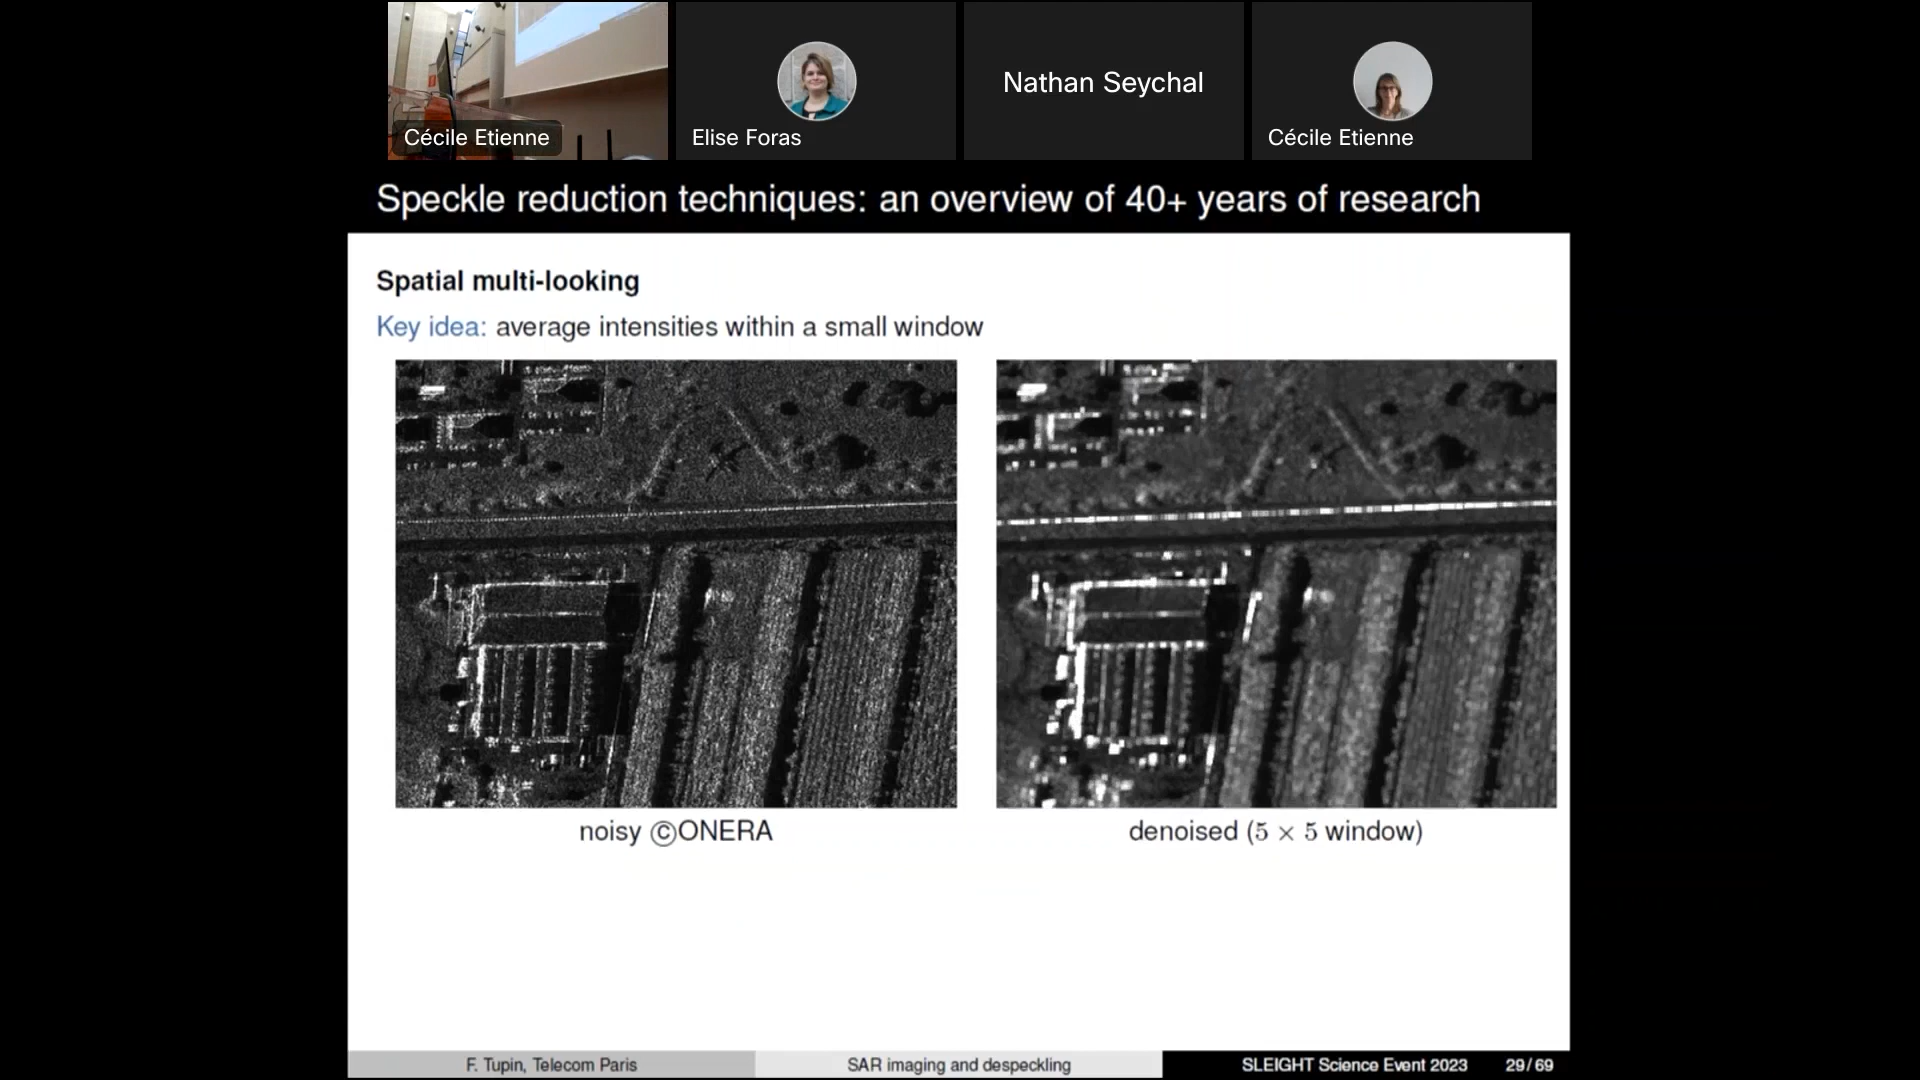 Cécile Etienne
Elise Foras
Nathan Seychal
Cécile Etienne
Speckle reduction techniques: an overview of 40+ years of research
Spatial multi-looking
Key idea: average intensities within a small window
noisy ©ONERA
denoised (5 × 5 window)
F. Tupin, Telecom Paris
SAR imaging and despeckling
SLEIGHT Science Event 2023
29/69